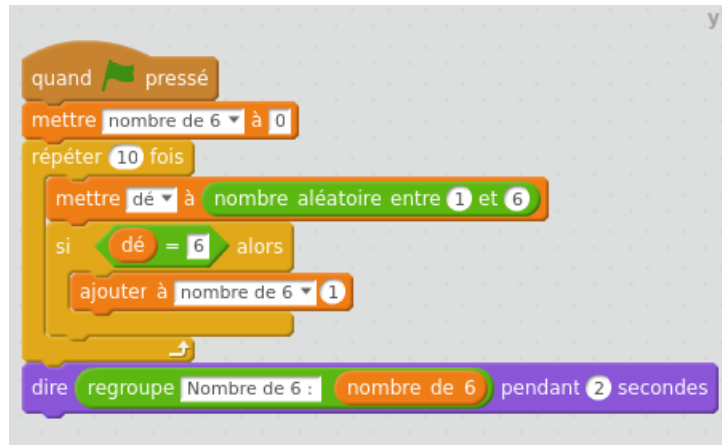 y
quand pressé
mettre nombre de 6 à 0
répéter 10 fois
mettre dé à nombre aléatoire entre 1 et 6
si dé = 6 alors
ajouter à nombre de 6 1
dire regroupe Nombre de 6 : nombre de 6 pendant 2 secondes